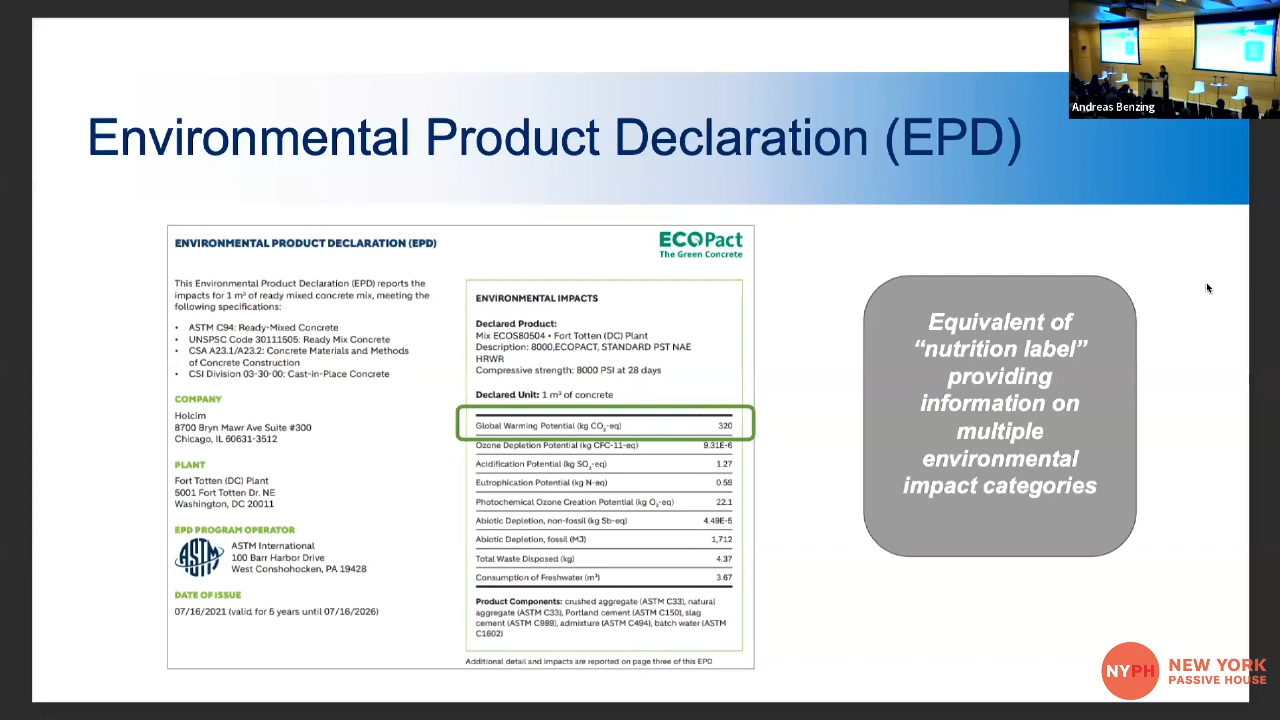 Andreas Benzing
Environmental Product Declaration (EPD)
ENVIRONMENTAL PRODUCT DECLARATION (EPD)
ECOPact
The Green Concrete
This Environmental Product Declaration (EPD) reports the
impacts for 1 m³ of ready mixed concrete mix, meeting the
following specifications:
• ASTM C94: Ready-Mixed Concrete
• UNSPSC Code 30111505: Ready Mix Concrete
• CSA A23.1/A23.2: Concrete Materials and Methods
of Concrete Construction
• CSI Division 03-30-00: Cast-in-Place Concrete
COMPANY
Holcim
8700 Bryn Mawr Ave Suite #300
Chicago, IL 60631-3512
PLANT
Fort Totten (DC) Plant
5001 Fort Totten Dr. NE
Washington, DC 20011
EPD PROGRAM OPERATOR
ASTM
ASTM International
100 Barr Harbor Drive
West Conshohocken, PA 19428
DATE OF ISSUE
07/16/2021 (valid for 5 years until 07/16/2026)
ENVIRONMENTAL IMPACTS
Declared Product:
Mix ECOS80504 • Fort Totten (DC) Plant
Description: 8000,ECOPACT, STANDARD PST NAE
HRWR
Compressive strength: 8000 PSI at 28 days
Declared Unit: 1 m³ of concrete
Global Warming Potential (kg CO₂-eq) 320
Ozone Depletion Potential (kg CFC-11-eq) 9.31E-6
Acidification Potential (kg SO₂-eq) 1.27
Eutrophication Potential (kg N-eq) 0.59
Photochemical Ozone Creation Potential (kg O₃-eq) 22.1
Abiotic Depletion, non-fossil (kg Sb-eq) 4.49E-5
Abiotic Depletion, fossil (MJ) 1,712
Total Waste Disposed (kg) 4.37
Consumption of Freshwater (m³) 3.67
Product Components: crushed aggregate (ASTM C33), natural
aggregate (ASTM C33), Portland cement (ASTM C150), slag
cement (ASTM C989), admixture (ASTM C494), batch water (ASTM
C1602)
Additional detail and impacts are reported on page three of this EPD
Equivalent of
“nutrition label”
providing
information on
multiple
environmental
impact categories
NYPH
NEW YORK
PASSIVE HOUSE